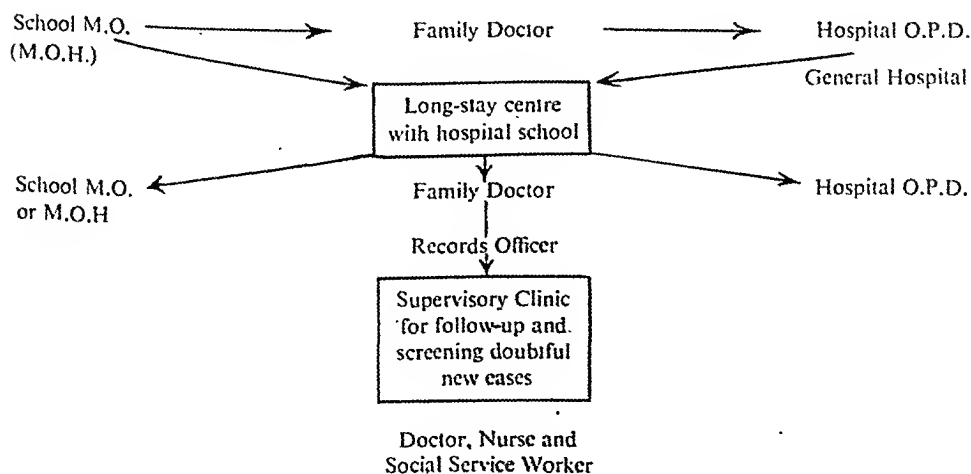 School M.O.
(M.O.H.)
Family Doctor
Hospital O.P.D.
General Hospital
Long-stay centre
with hospital school
School M.O.
or M.O.H
Family Doctor
Hospital O.P.D.
Records Officer
Supervisory Clinic
for follow-up and
screening doubtful
new cases
Doctor, Nurse and
Social Service Worker